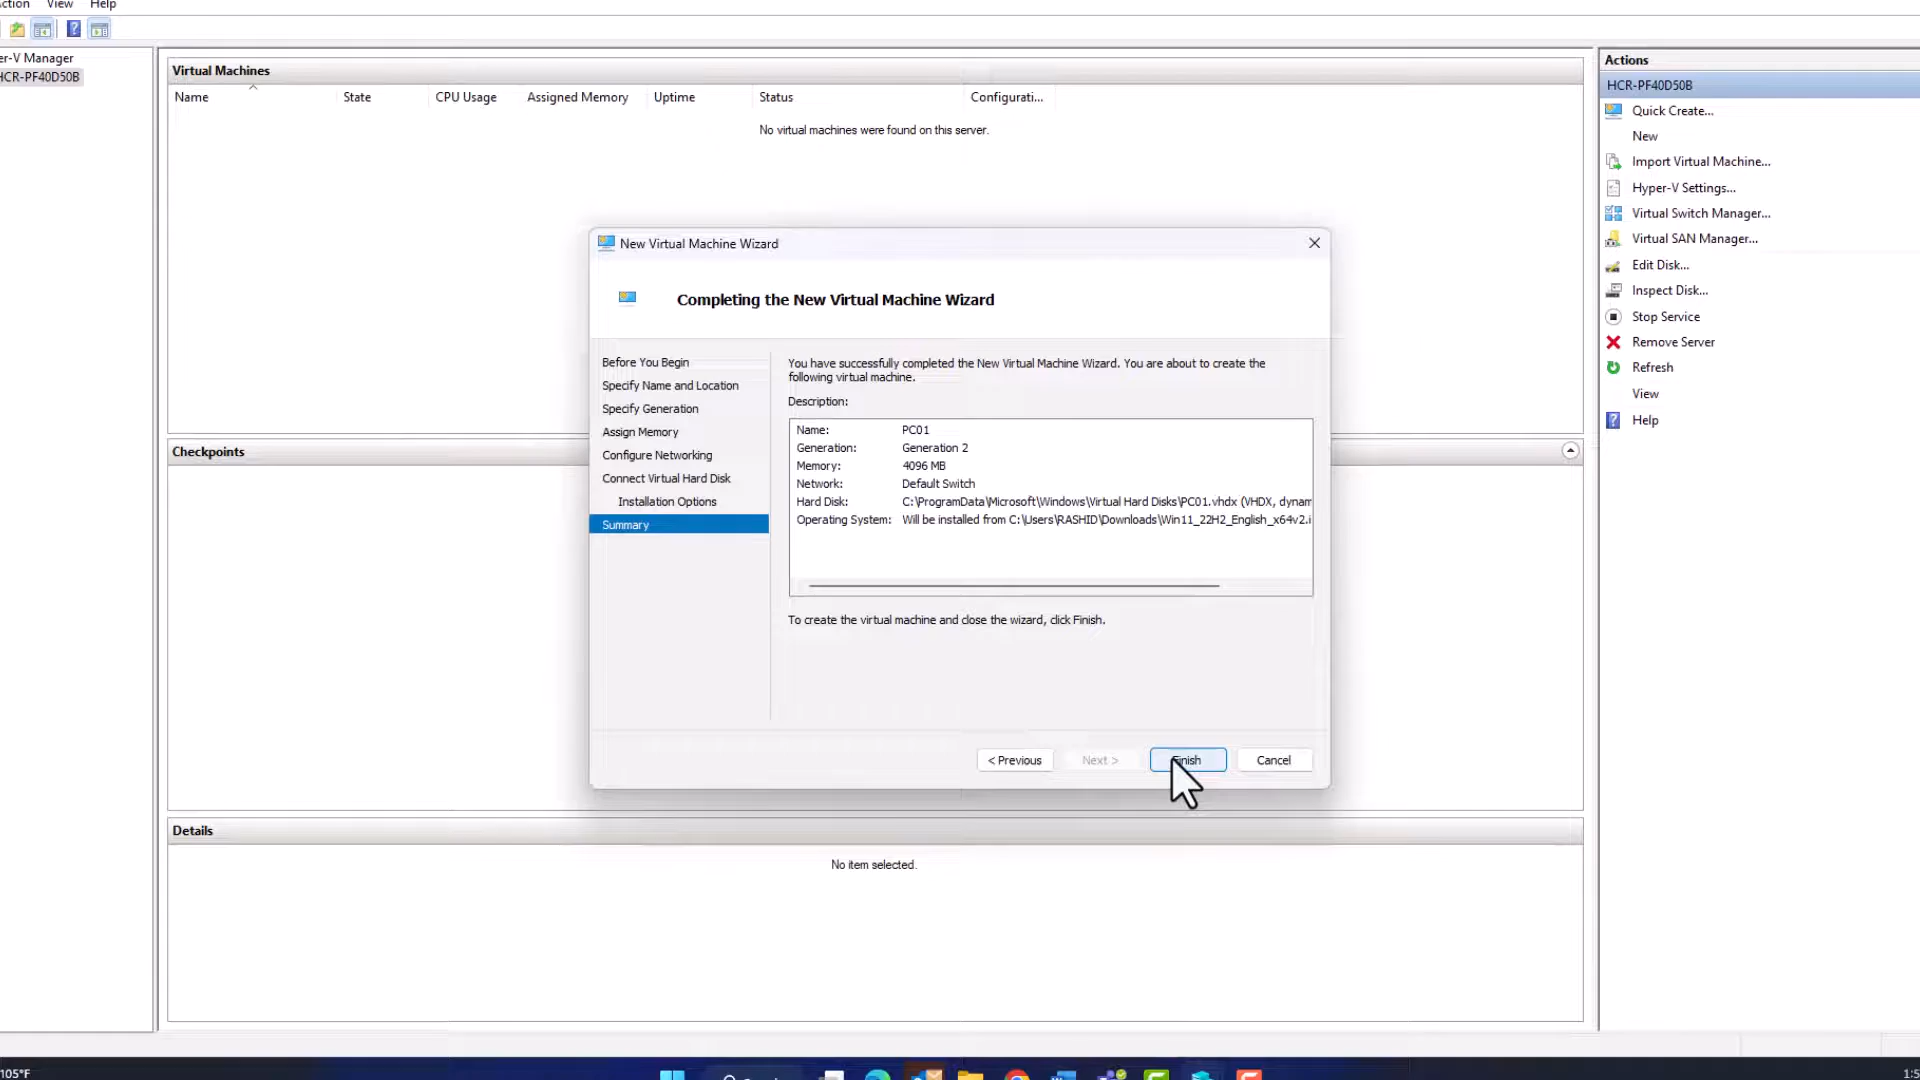 ction View Help
er-V Manager
HCR-PF40D50B
Virtual Machines
Name State CPU Usage Assigned Memory Uptime Status Configurati...
No virtual machines were found on this server.
New Virtual Machine Wizard
Completing the New Virtual Machine Wizard
Before You Begin
Specify Name and Location
Specify Generation
Assign Memory
Configure Networking
Connect Virtual Hard Disk
Installation Options
Summary
You have successfully completed the New Virtual Machine Wizard. You are about to create the
following virtual machine.
Description:
Name: PC01
Generation: Generation 2
Memory: 4096 MB
Network: Default Switch
Hard Disk: C:\ProgramData\Microsoft\Windows\Virtual Hard Disks\PC01.vhdx (VHDX, dynam
Operating System: Will be installed from C:\Users\RASHID\Downloads\Win11_22H2_English_x64v2.i
To create the virtual machine and close the wizard, click Finish.
< Previous Next > Finish Cancel
Checkpoints
Details
No item selected.
Actions
HCR-PF40D50B
Quick Create...
New
Import Virtual Machine...
Hyper-V Settings...
Virtual Switch Manager...
Virtual SAN Manager...
Edit Disk...
Inspect Disk...
Stop Service
Remove Server
Refresh
View
Help
105°F
1:5